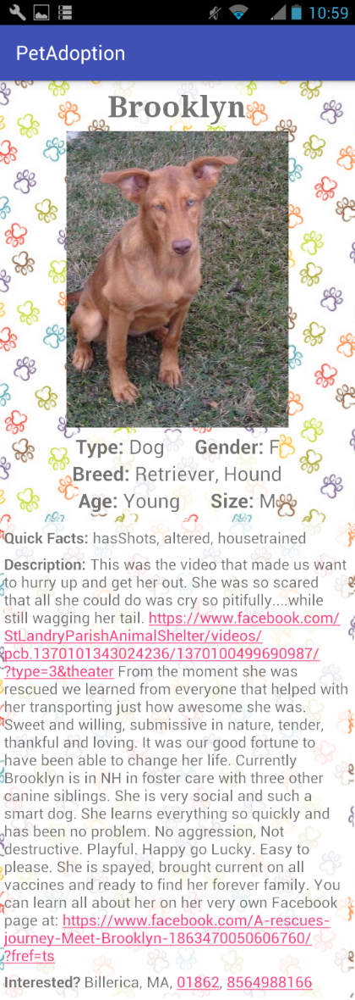 10:59
PetAdoption
Brooklyn
Type: Dog Gender: F
Breed: Retriever, Hound
Age: Young Size: M
Quick Facts: hasShots, altered, housetrained
Description: This was the video that made us want
to hurry up and get her out. She was so scared
that all she could do was cry so pitifully....while
still wagging her tail. https://www.facebook.com/
StLandryParishAnimalShelter/videos/
pcb.1370101343024236/1370100499690987/
?type=3&theater From the moment she was
rescued we learned from everyone that helped with
her transporting just how awesome she was.
Sweet and willing, submissive in nature, tender,
thankful and loving. It was our good fortune to
have been able to change her life. Currently
Brooklyn is in NH in foster care with three other
canine siblings. She is very social and such a
smart dog. She learns everything so quickly and
has been no problem. No aggression, Not
destructive. Playful. Happy go Lucky. Easy to
please. She is spayed, brought current on all
vaccines and ready to find her forever family. You
can learn all about her on her very own Facebook
page at: https://www.facebook.com/A-rescues-
journey-Meet-Brooklyn-1863470050606760/
?fref=ts
Interested? Billerica, MA, 01862, 8564988166